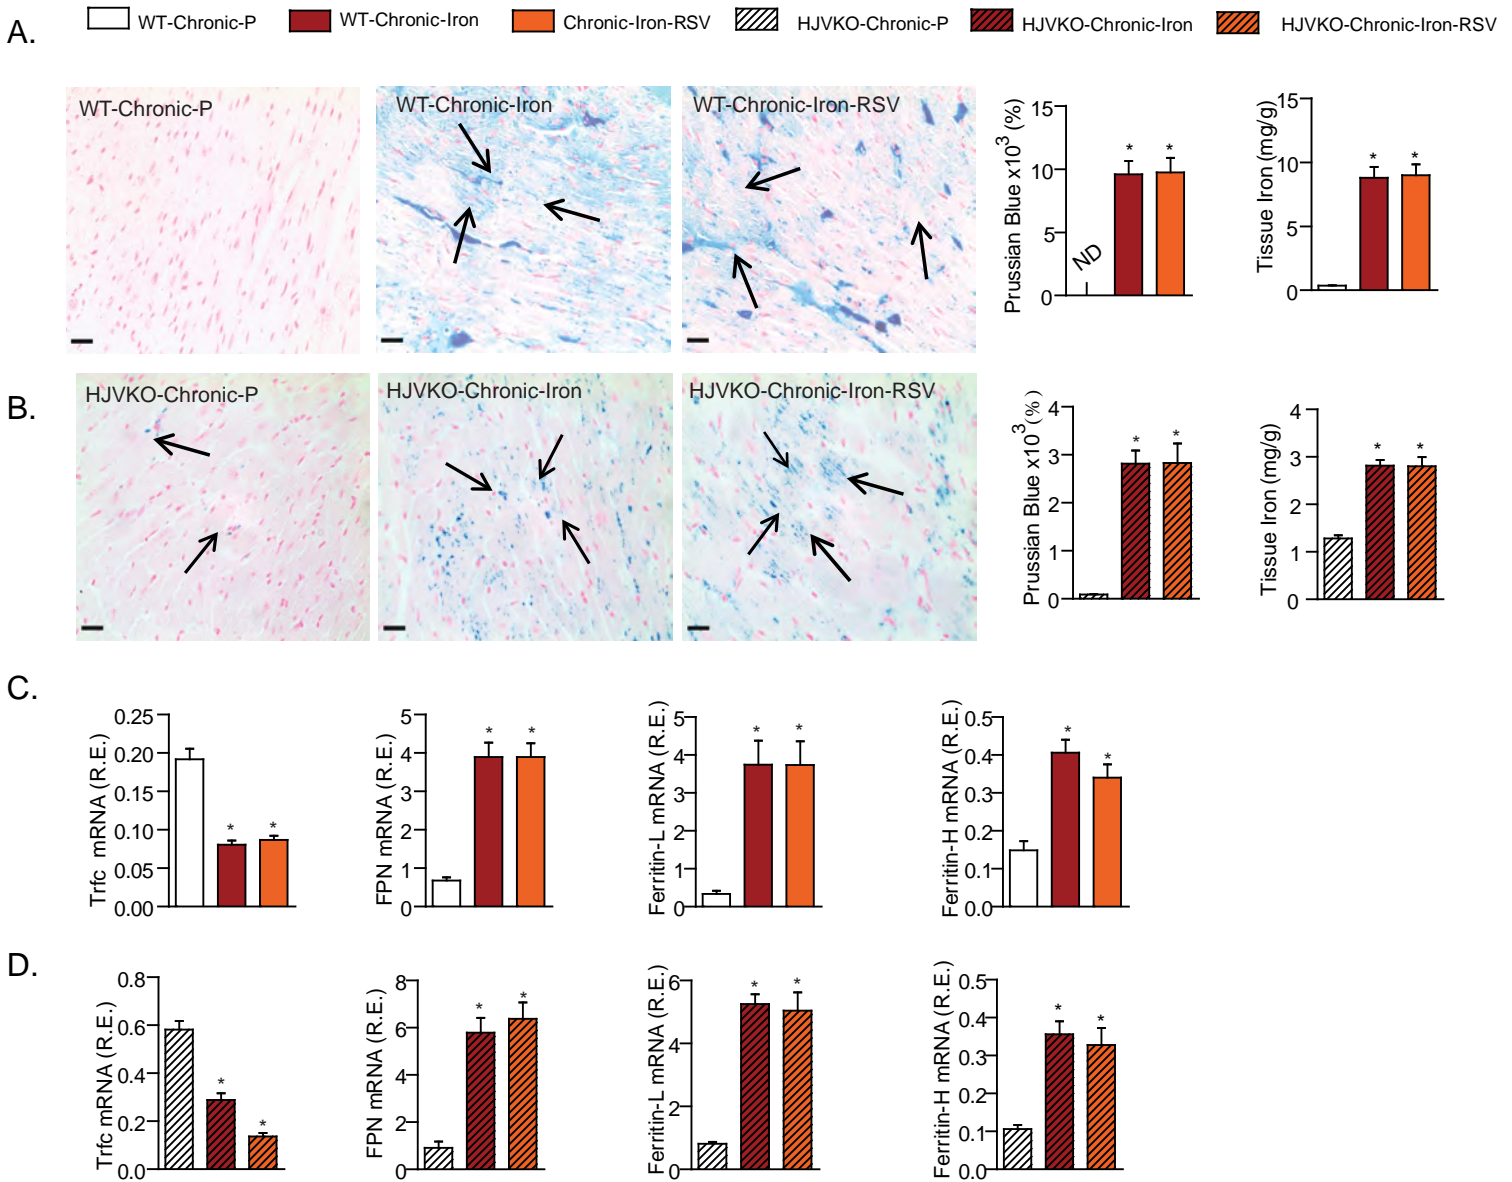 A.
WT-Chronic-P
WT-Chronic-Iron
Chronic-Iron-RSV
HJVKO-Chronic-P
HJVKO-Chronic-Iron
HJVKO-Chronic-Iron-RSV
WT-Chronic-P
WT-Chronic-Iron
WT-Chronic-Iron-RSV
Prussian Blue x10³ (%)
15
10
5
0
ND
*
*
Tissue Iron (mg/g)
15
10
5
0
*
*
B.
HJVKO-Chronic-P
HJVKO-Chronic-Iron
HJVKO-Chronic-Iron-RSV
Prussian Blue x10³(%)
4
3
2
1
0
*
*
Tissue Iron (mg/g)
4
3
2
1
0
*
*
C.
Trfc mRNA (R.E.)
0.25
0.20
0.15
0.10
0.05
0.00
*
*
FPN mRNA (R.E.)
5
4
3
2
1
0
*
*
Ferritin-L mRNA (R.E.)
5
4
3
2
1
0
*
*
Ferritin-H mRNA (R.E.)
0.5
0.4
0.3
0.2
0.1
0.0
*
*
D.
Trfc mRNA (R.E.)
0.8
0.6
0.4
0.2
0.0
*
*
FPN mRNA (R.E.)
8
6
4
2
0
*
*
Ferritin-L mRNA (R.E.)
6
4
2
0
*
*
Ferritin-H mRNA (R.E.)
0.5
0.4
0.3
0.2
0.1
0.0
*
*